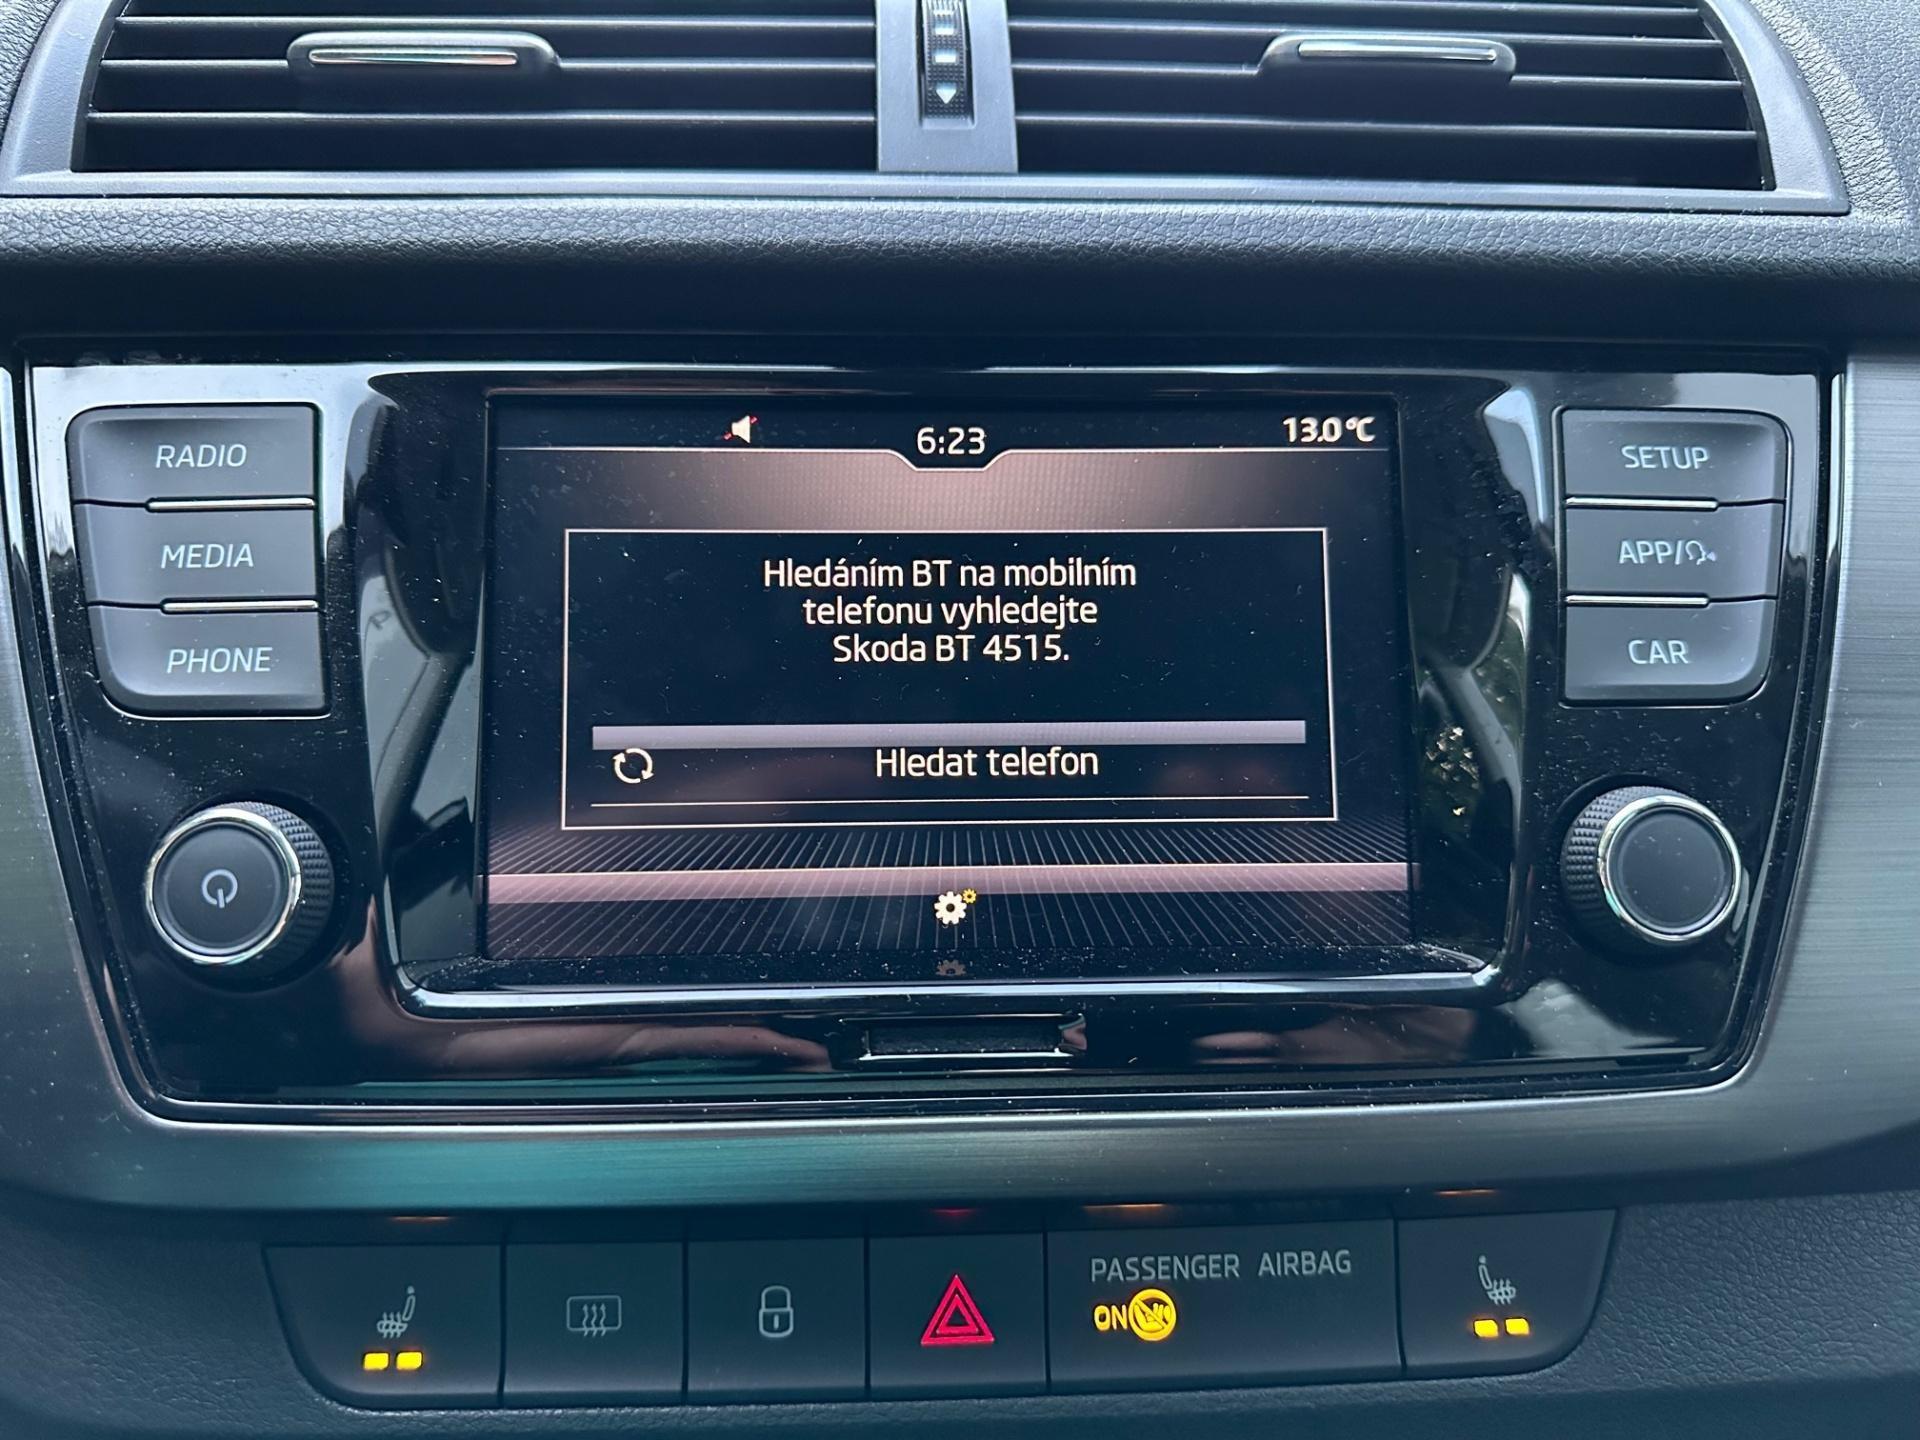 6:23
13.0°C
RADIO
MEDIA
PHONE
Hledáním BT na mobilním
telefonu vyhledejte
Skoda BT 4515.
Hledat telefon
SETUP
APP/
CAR
PASSENGER AIRBAG
ON